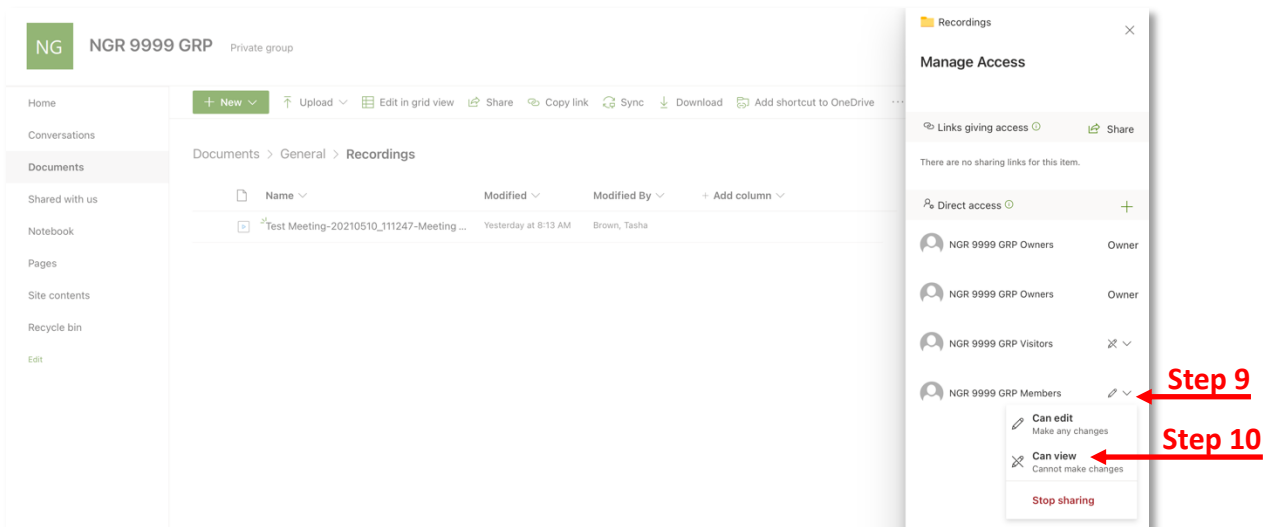 NG
NGR 9999 GRP Private group
Home
Conversations
Documents
Shared with us
Notebook
Pages
Site contents
Recycle bin
Edit
+ New Upload Edit in grid view Share Copy link Sync Download Add shortcut to OneDrive ...
Documents > General > Recordings
Name Modified Modified By + Add column
Test Meeting-20210510_111247-Meeting ... Yesterday at 8:13 AM Brown, Tasha
Recordings
Manage Access
Links giving access Share
There are no sharing links for this item.
Direct access
NGR 9999 GRP Owners Owner
NGR 9999 GRP Owners Owner
NGR 9999 GRP Visitors
NGR 9999 GRP Members
Can edit
Make any changes
Can view
Cannot make changes
Stop sharing
Step 9
Step 10